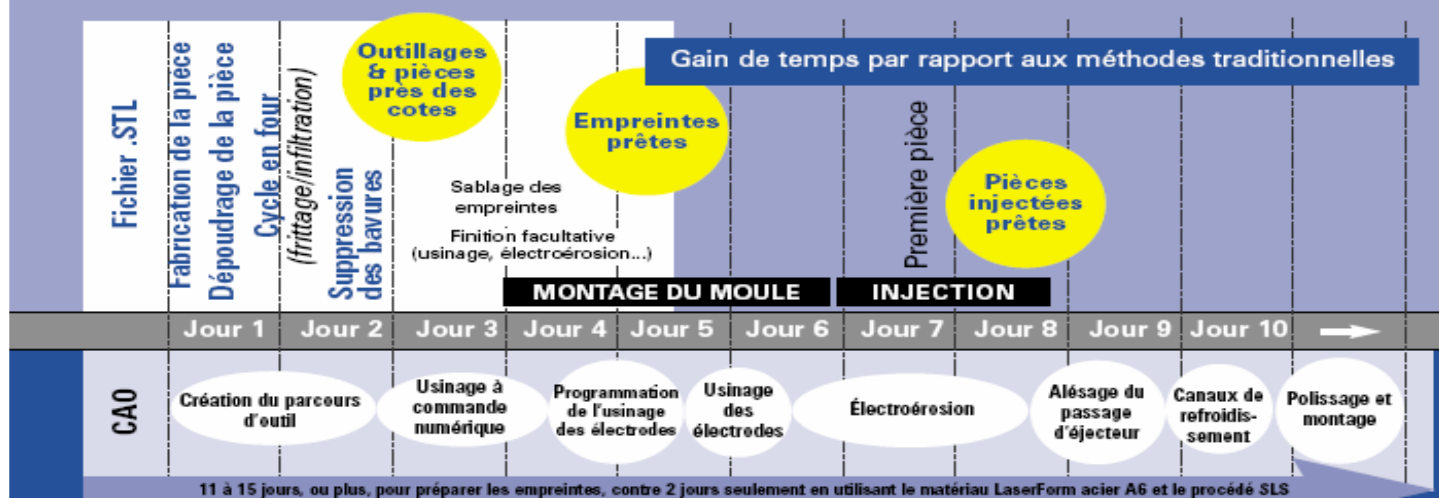 Fichier .STL
Fabrication de la pièce
Dépoudrage de la pièce
Cycle en four
(frittage/infiltration)
Suppression
des bavures
Outillages
& pièces
près des
cotes
Sablage des
empreintes
Finition facultative
(usinage, électroérosion...)
Empreintes
prêtes
Gain de temps par rapport aux méthodes traditionnelles
Première pièce
Pièces
injectées
prêtes
MONTAGE DU MOULE
INJECTION
Jour 1 Jour 2 Jour 3 Jour 4 Jour 5 Jour 6 Jour 7 Jour 8 Jour 9 Jour 10
CAO
Création du parcours
d'outil
Usinage à
commande
numérique
Programmation
de l'usinage
des électrodes
Usinage
des
électrodes
Électroérosion
Alésage du
passage
d'éjecteur
Canaux de
refroidis-
sement
Polissage et
montage
11 à 15 jours, ou plus, pour préparer les empreintes, contre 2 jours seulement en utilisant le matériau LaserForm acier A6 et le procédé SLS